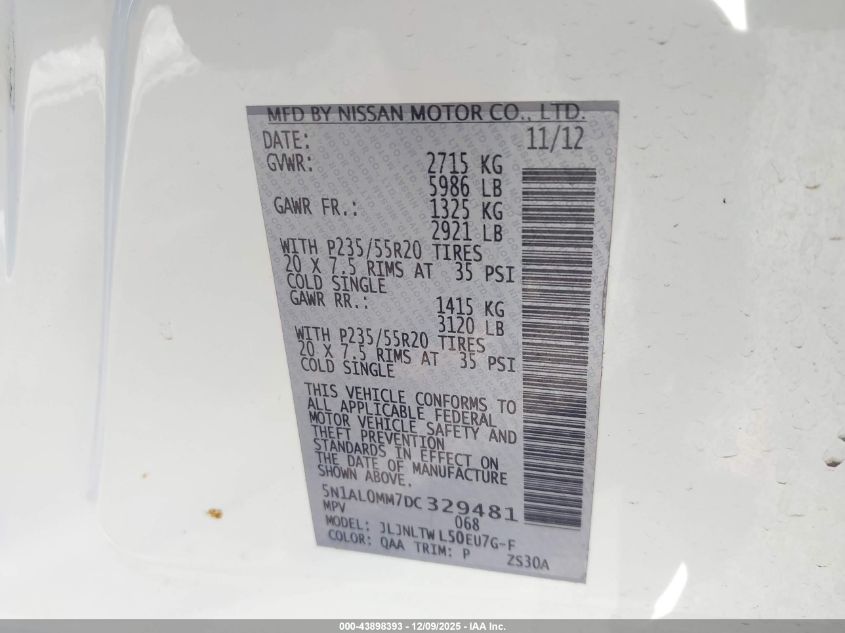 MFD BY NISSAN MOTOR CO., LTD.
DATE: 11/12
GVWR: 2715 KG
5986 LB
GAWR FR.: 1325 KG
2921 LB
WITH P235/55R20 TIRES
20 X 7.5 RIMS AT 35 PSI
COLD SINGLE
GAWR RR.: 1415 KG
3120 LB
WITH P235/55R20 TIRES
20 X 7.5 RIMS AT 35 PSI
COLD SINGLE
THIS VEHICLE CONFORMS TO
ALL APPLICABLE FEDERAL
MOTOR VEHICLE SAFETY AND
THEFT PREVENTION
STANDARDS IN EFFECT ON
THE DATE OF MANUFACTURE
SHOWN ABOVE.
5N1AL0MM7DC329481
MPV 068
MODEL: JLJNLTWL50EU7G-F
COLOR: QAA TRIM: P ZS30A
000-43898393 - 12/09/2025 - IAA Inc.